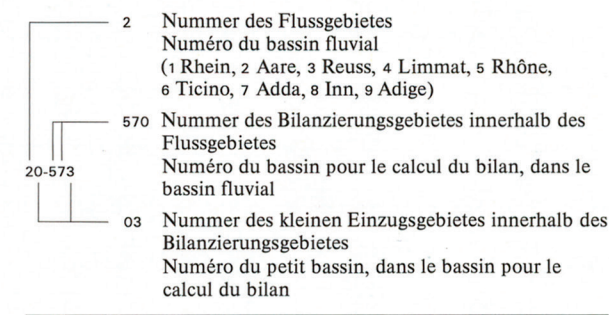 2 Nummer des Flussgebietes
Numéro du bassin fluvial
(1 Rhein, 2 Aare, 3 Reuss, 4 Limmat, 5 Rhône,
6 Ticino, 7 Adda, 8 Inn, 9 Adige)
570 Nummer des Bilanzierungsgebietes innerhalb des
Flussgebietes
Numéro du bassin pour le calcul du bilan, dans le
bassin fluvial
20-573
03 Nummer des kleinen Einzugsgebietes innerhalb des
Bilanzierungsgebietes
Numéro du petit bassin, dans le bassin pour le
calcul du bilan